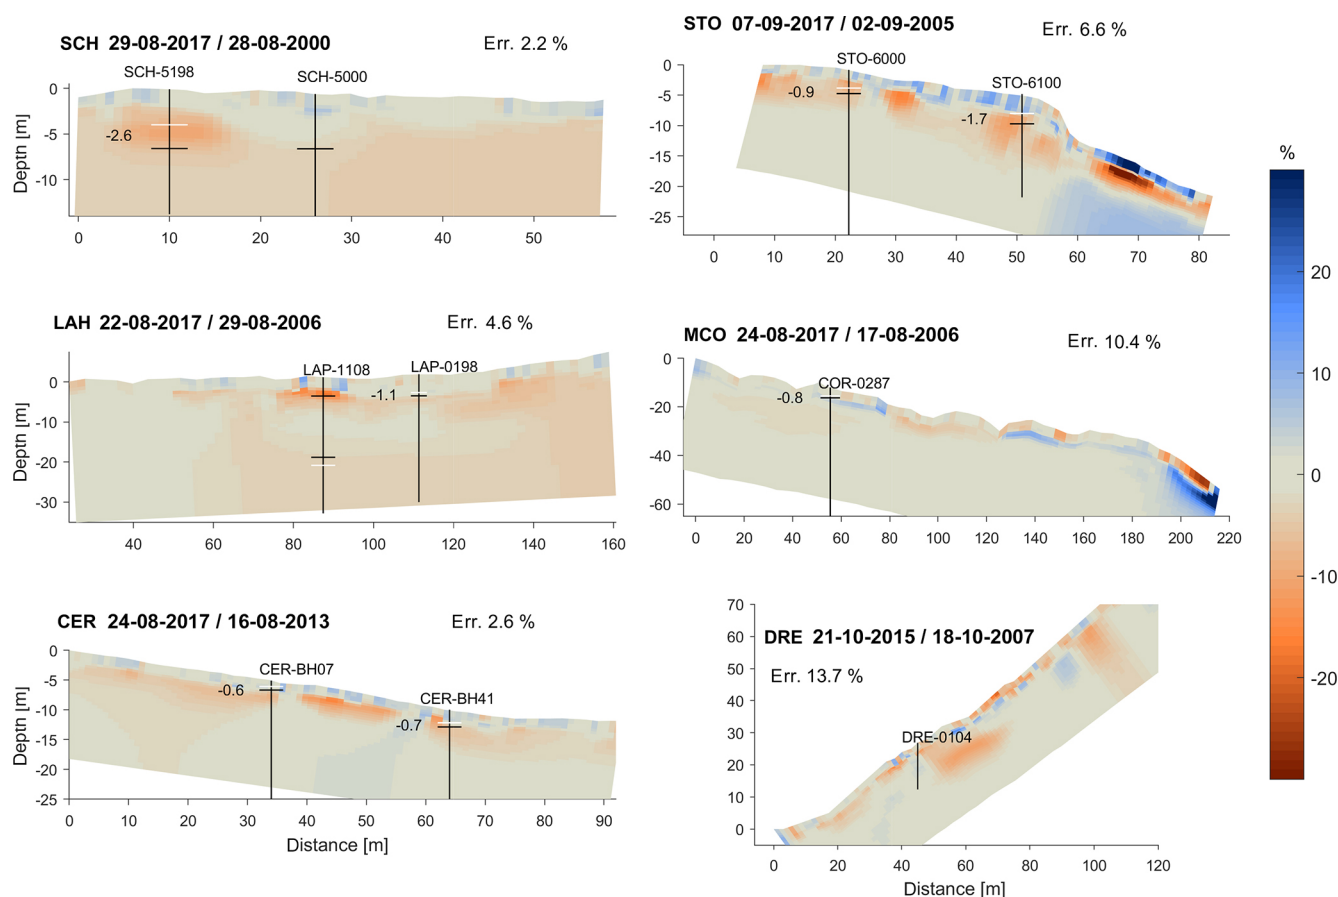 SCH 29-08-2017 / 28-08-2000 Err. 2.2 %
SCH-5198 SCH-5000
-2.6
0
-5
-10
Depth [m]
0 10 20 30 40 50
STO 07-09-2017 / 02-09-2005 Err. 6.6 %
STO-6000
STO-6100
-0.9
-1.7
0
-5
-10
-15
-20
-25
0 10 20 30 40 50 60 70 80
LAH 22-08-2017 / 29-08-2006 Err. 4.6 %
LAP-1108 LAP-0198
-1.1
0
-10
-20
-30
Depth [m]
40 60 80 100 120 140 160
MCO 24-08-2017 / 17-08-2006 Err. 10.4 %
COR-0287
-0.8
0
-20
-40
-60
0 20 40 60 80 100 120 140 160 180 200 220
CER 24-08-2017 / 16-08-2013 Err. 2.6 %
CER-BH07
CER-BH41
-0.6
-0.7
0
-5
-10
-15
-20
-25
Depth [m]
0 10 20 30 40 50 60 70 80 90
Distance [m]
DRE 21-10-2015 / 18-10-2007
Err. 13.7 %
DRE-0104
70
60
50
40
30
20
10
0
0 20 40 60 80 100 120
Distance [m]
%
20
10
0
-10
-20